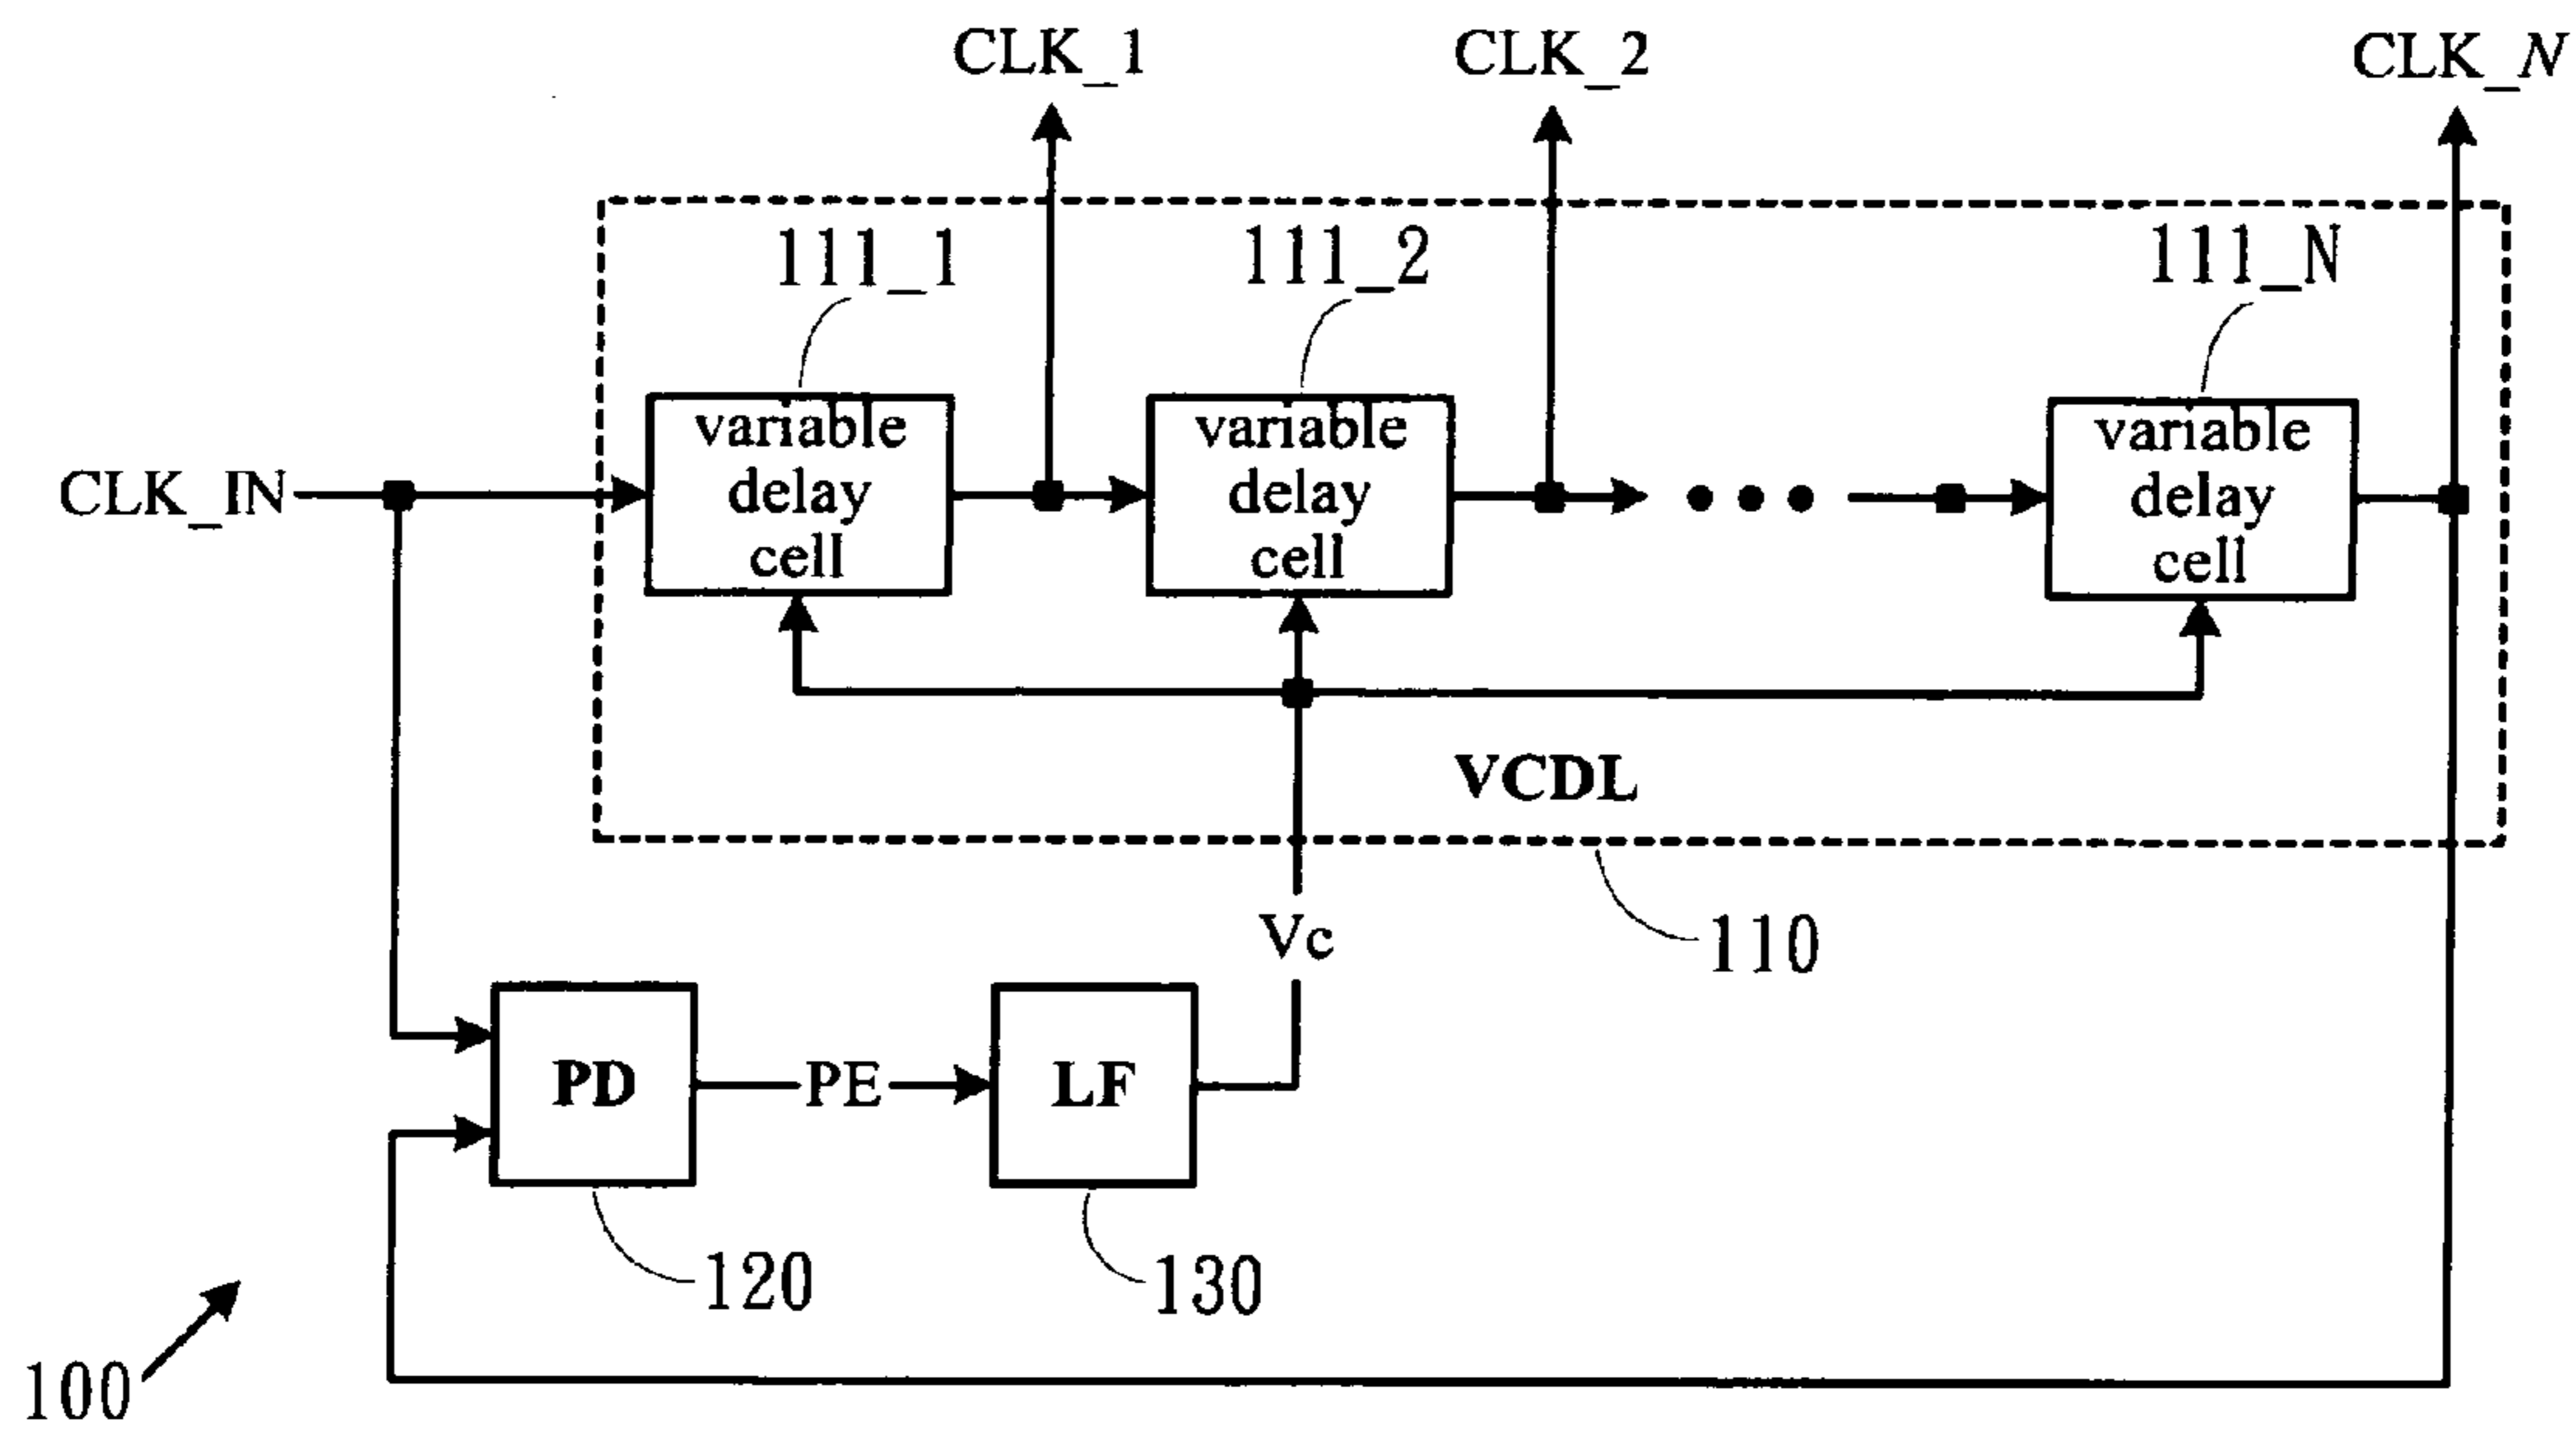 CLK_1
CLK_2
CLK_N
111_1
111_2
111_N
variable
delay
cell
variable
delay
cell
variable
delay
cell
CLK_IN
VCDL
110
Vc
PD
PE
LF
120
130
100